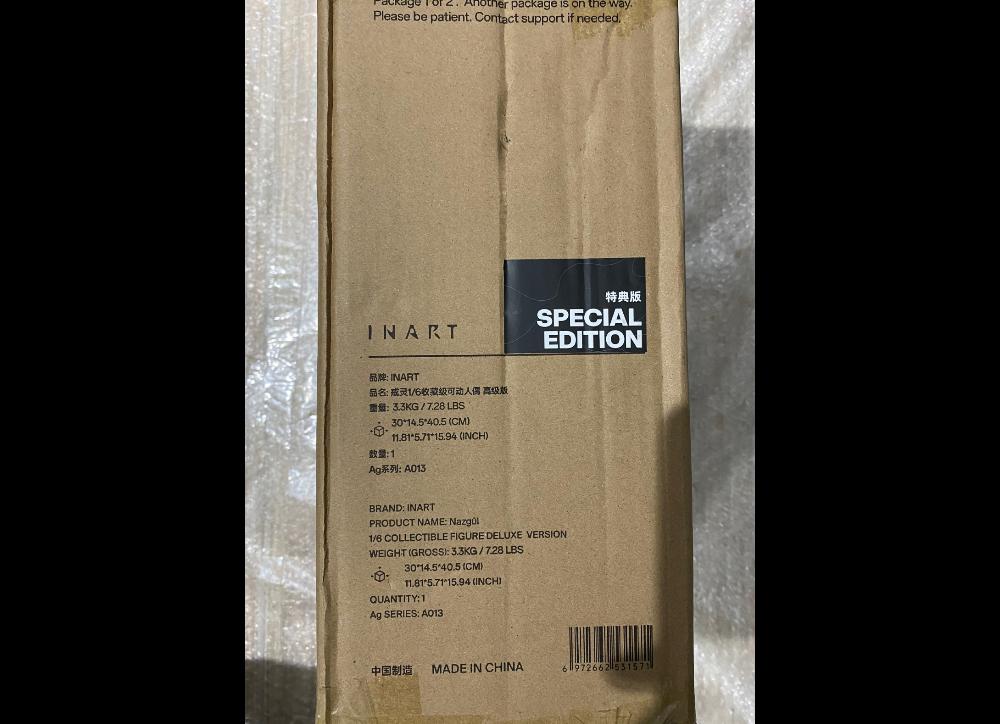 Package 1 of 2 . Another package is on the way.
Please be patient. Contact support if needed.
特典版
SPECIAL
EDITION
INART
品牌: INART
品名: 戒灵1/6收藏级可动人偶 高级版
重量: 3.3KG / 7.28 LBS
30*14.5*40.5 (CM)
11.81*5.71*15.94 (INCH)
数量: 1
Ag系列: A013
BRAND: INART
PRODUCT NAME: Nazgûl
1/6 COLLECTIBLE FIGURE DELUXE VERSION
WEIGHT (GROSS): 3.3KG / 7.28 LBS
30*14.5*40.5 (CM)
11.81*5.71*15.94 (INCH)
QUANTITY: 1
Ag SERIES: A013
中国制造 MADE IN CHINA
6 972662 531571